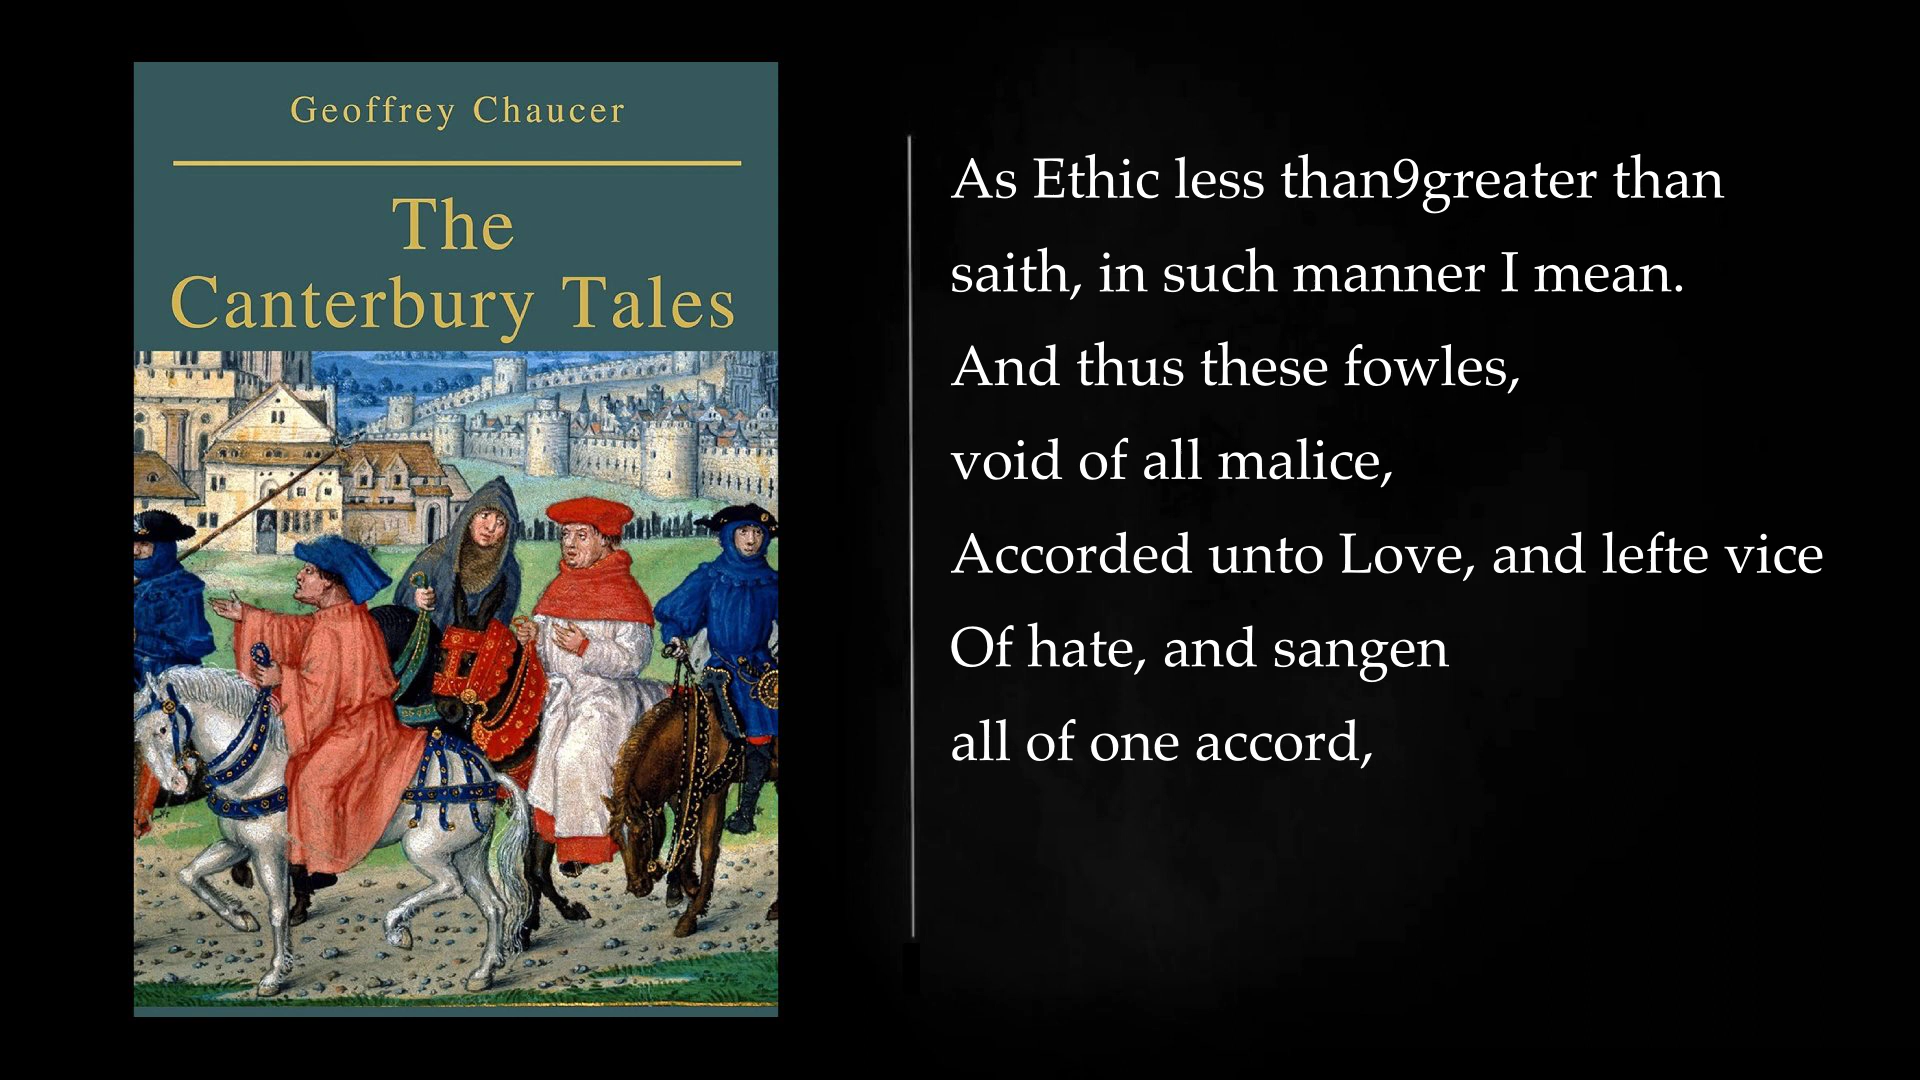 Geoffrey Chaucer
The
Canterbury Tales
As Ethic less than9greater than
saith, in such manner I mean.
And thus these fowles,
void of all malice,
Accorded unto Love, and lefte vice
Of hate, and sangen
all of one accord,